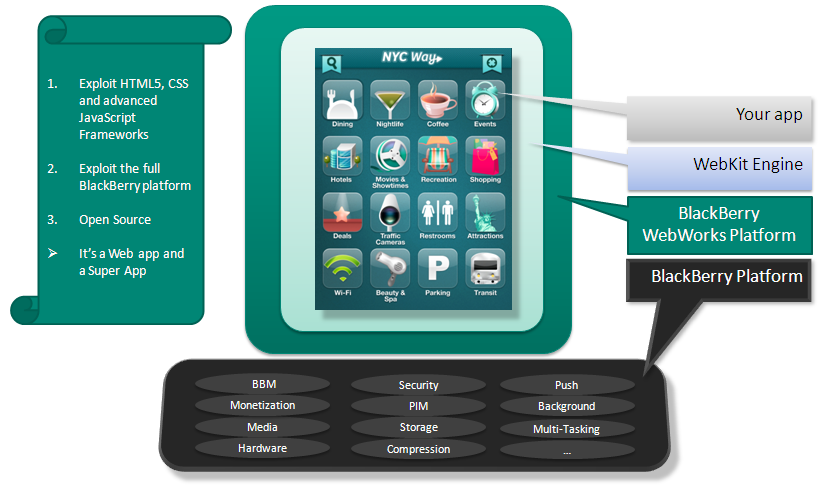 1. Exploit HTML5, CSS
and advanced
JavaScript
Frameworks
2. Exploit the full
BlackBerry platform
3. Open Source
➢ It’s a Web app and
a Super App
NYC Way
Dining Nightlife Coffee Events
Hotels Movies & Showtimes Recreation Shopping
Deals Traffic Cameras Restrooms Attractions
Wi-Fi Beauty & Spa P Parking Transit
Your app
WebKit Engine
BlackBerry
WebWorks Platform
BlackBerry Platform
BBM Security Push
Monetization PIM Background
Media Storage Multi-Tasking
Hardware Compression ...